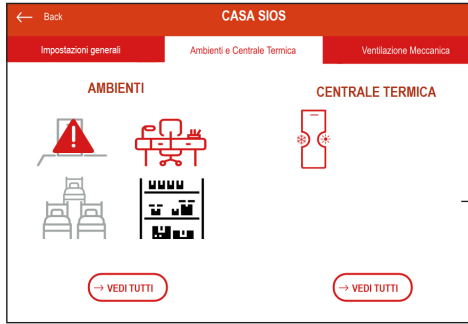 ← Back
CASA SIOS
Impostazioni generali
Ambienti e Centrale Termica
Ventilazione Meccanica
AMBIENTI
CENTRALE TERMICA
→ VEDI TUTTI
→ VEDI TUTTI